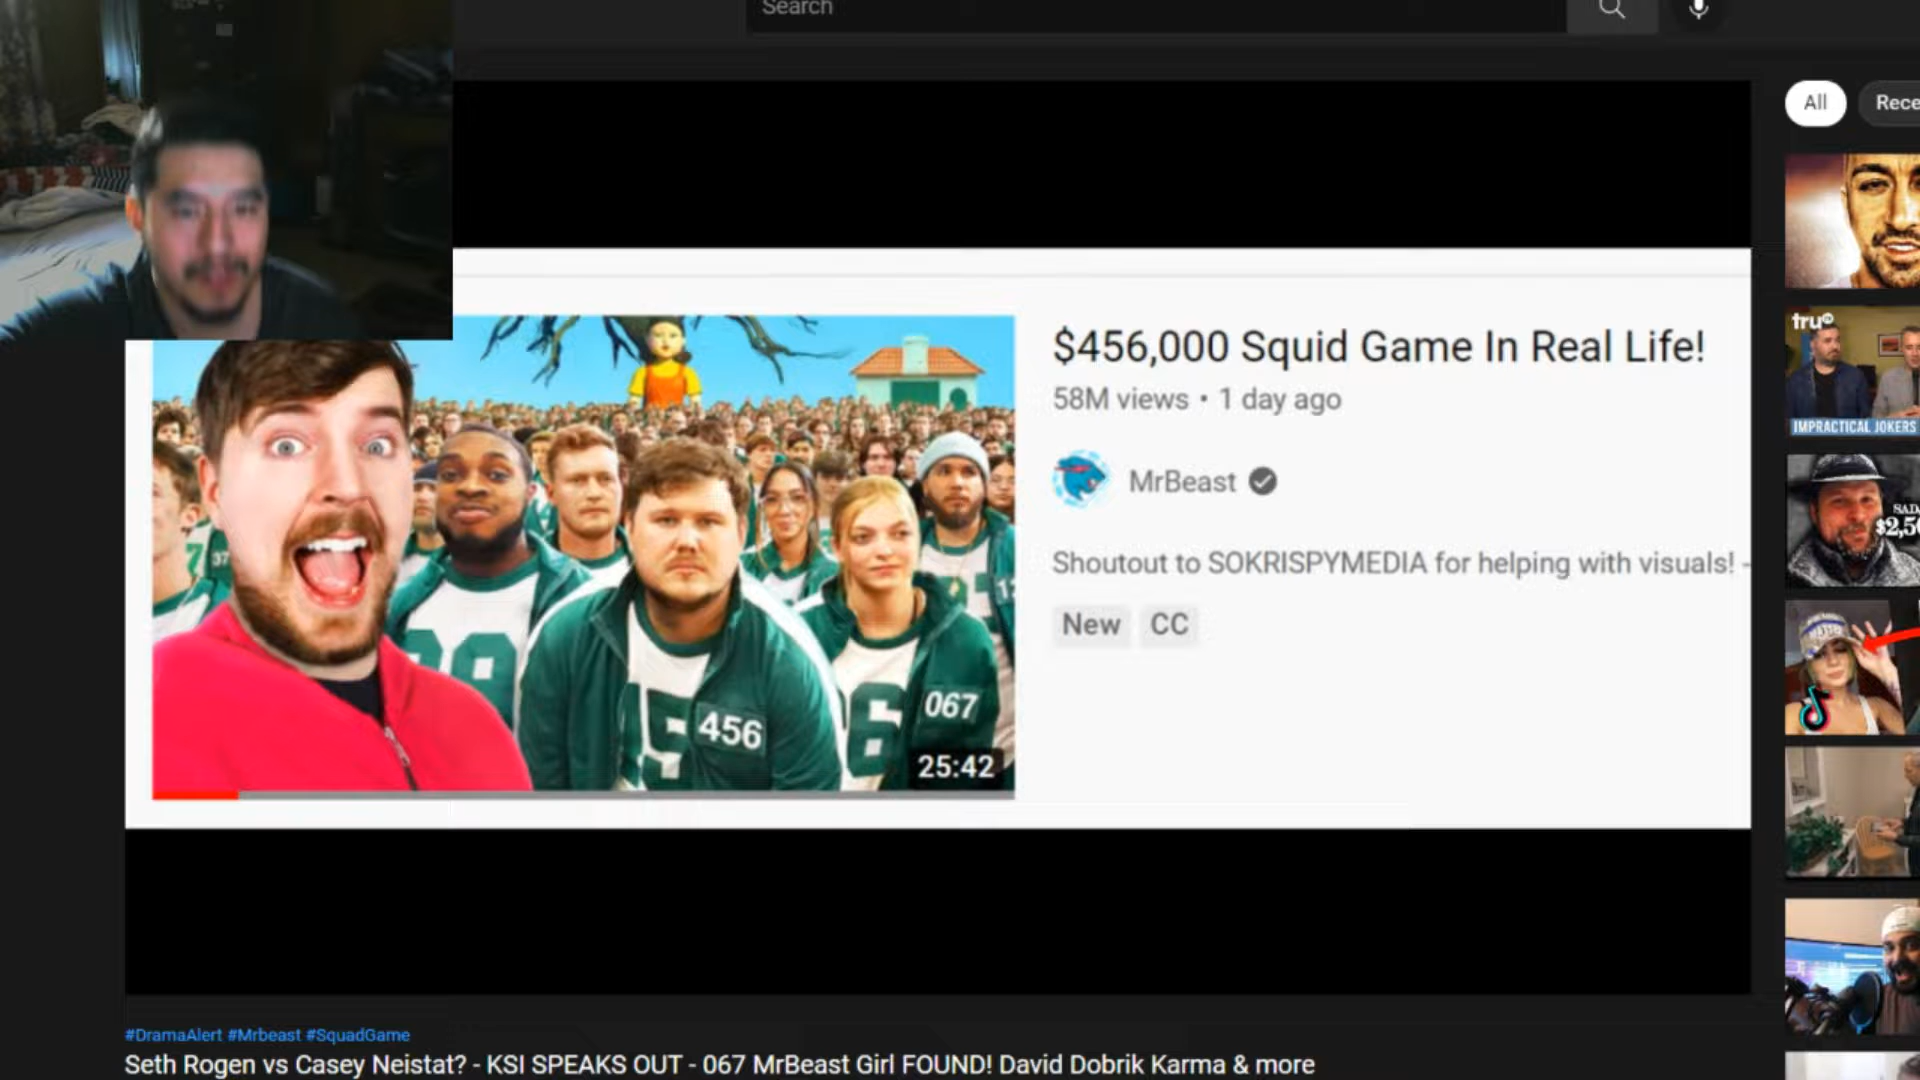 Search
All
Rece
$456,000 Squid Game In Real Life!
58M views • 1 day ago
MrBeast
Shoutout to SOKRISPYMEDIA for helping with visuals! -
New CC
456
067
25:42
tru
IMPRACTICAL JOKERS
#DramaAlert #Mrbeast #SquadGame
Seth Rogen vs Casey Neistat? - KSI SPEAKS OUT - 067 MrBeast Girl FOUND! David Dobrik Karma & more